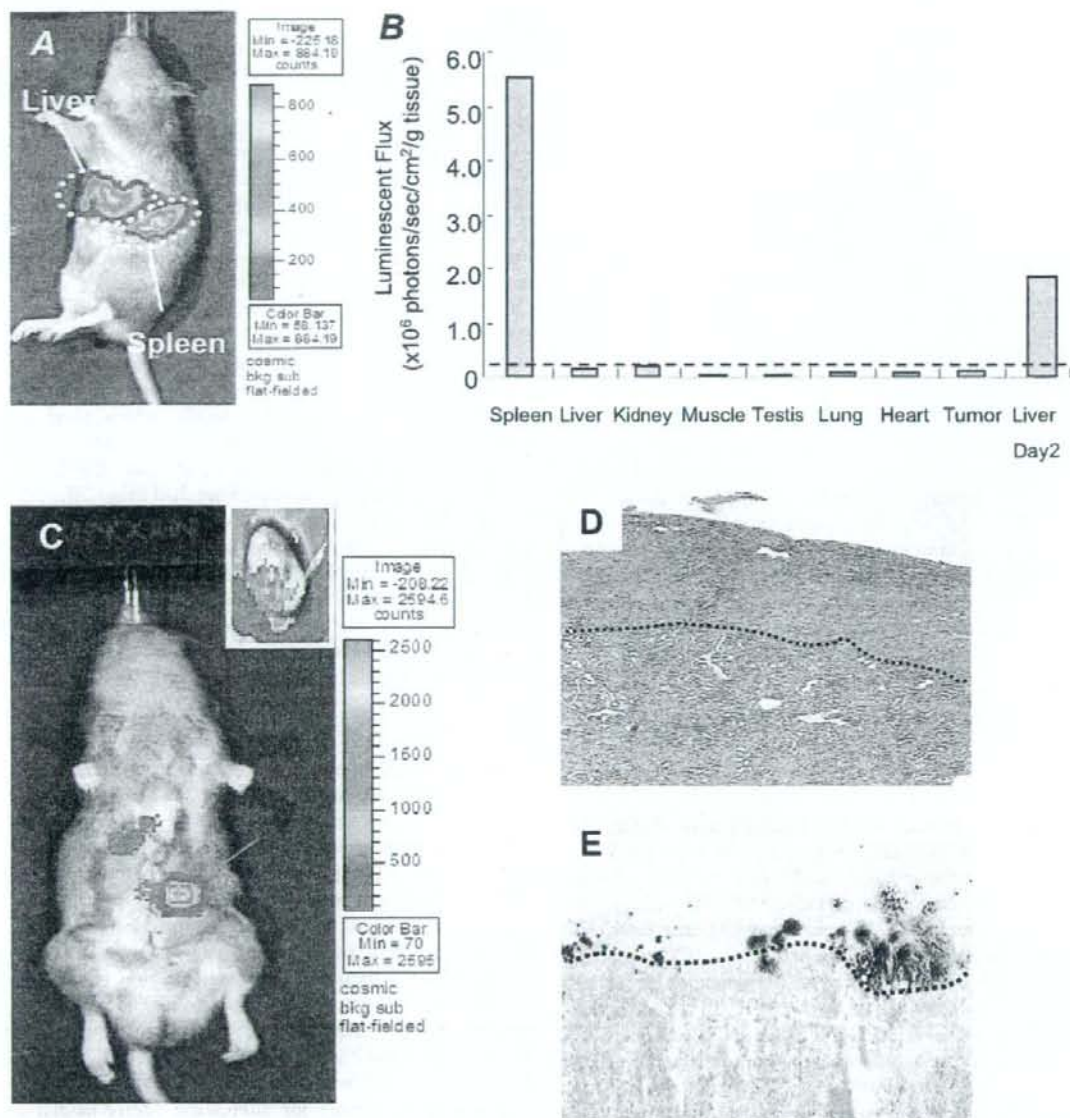 A
Liver
Spleen
Image
Min = -225.18
Max = 884.19
counts
800
600
400
200
Color Bar
Min = 58.137
Max = 884.19
cosmic
bkg sub
flat-fielded
B
Luminescent Flux
(x10⁶ photons/sec/cm²/g tissue)
6.0
5.0
4.0
3.0
2.0
1.0
0
Spleen Liver Kidney Muscle Testis Lung Heart Tumor Liver
Day2
C
Image
Min = -208.22
Max = 2594.6
counts
2500
2000
1500
1000
500
Color Bar
Min = 70
Max = 2595
cosmic
bkg sub
flat-fielded
D
E